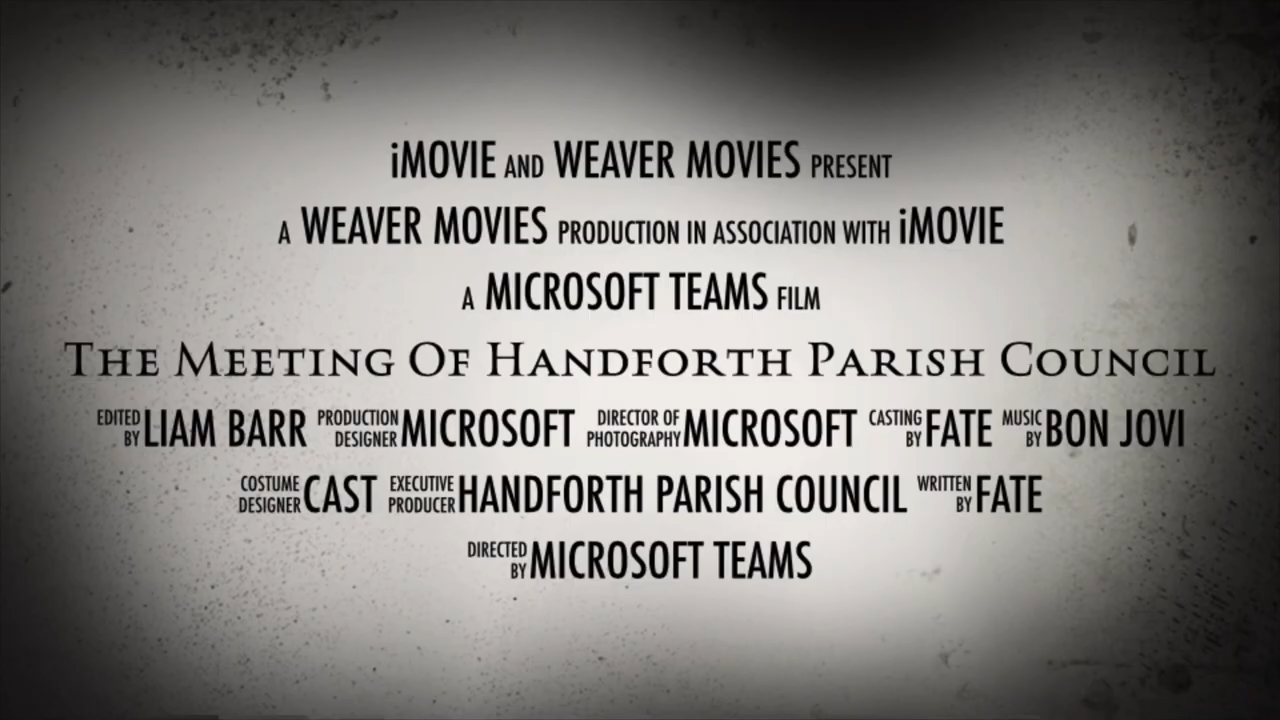 iMOVIE AND WEAVER MOVIES PRESENT
A WEAVER MOVIES PRODUCTION IN ASSOCIATION WITH iMOVIE
A MICROSOFT TEAMS FILM
THE MEETING OF HANDFORTH PARISH COUNCIL
EDITED BY LIAM BARR PRODUCTION DESIGNER MICROSOFT DIRECTOR OF PHOTOGRAPHY MICROSOFT CASTING BY FATE MUSIC BY BON JOVI
COSTUME DESIGNER CAST EXECUTIVE PRODUCER HANDFORTH PARISH COUNCIL WRITTEN BY FATE
DIRECTED BY MICROSOFT TEAMS